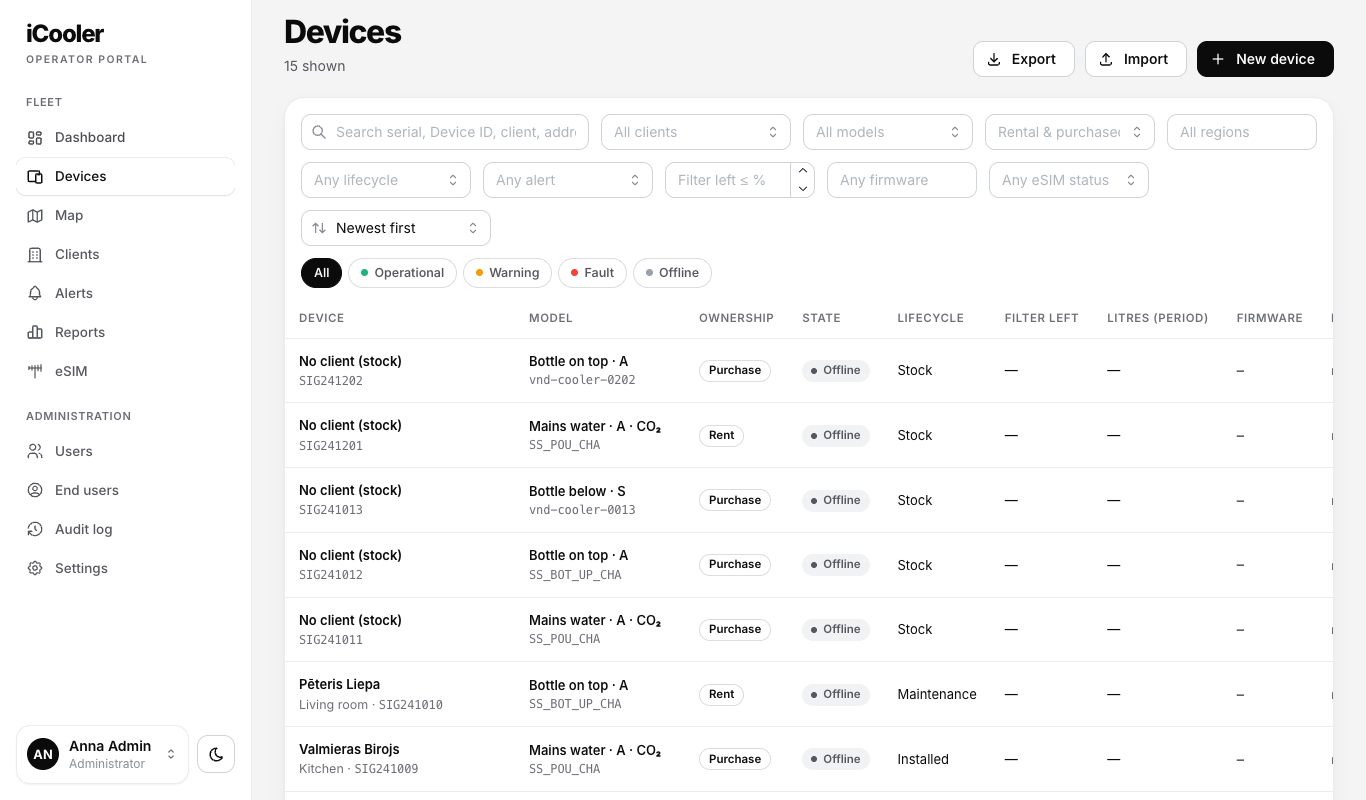 iCooler
OPERATOR PORTAL
FLEET
Dashboard
Devices
Map
Clients
Alerts
Reports
eSIM
ADMINISTRATION
Users
End users
Audit log
Settings
AN
Anna Admin
Administrator
Devices
15 shown
Export
Import
New device
Search serial, Device ID, client, addr
All clients
All models
Rental & purchased
All regions
Any lifecycle
Any alert
Filter left ≤ %
Any firmware
Any eSIM status
Newest first
All
Operational
Warning
Fault
Offline
DEVICE MODEL OWNERSHIP STATE LIFECYCLE FILTER LEFT LITRES (PERIOD) FIRMWARE
No client (stock) Bottle on top · A Purchase Offline Stock — — –
SIG241202 vnd-cooler-0202
No client (stock) Mains water · A · CO₂ Rent Offline Stock — — –
SIG241201 SS_POU_CHA
No client (stock) Bottle below · S Purchase Offline Stock — — –
SIG241013 vnd-cooler-0013
No client (stock) Bottle on top · A Purchase Offline Stock — — –
SIG241012 SS_BOT_UP_CHA
No client (stock) Mains water · A · CO₂ Purchase Offline Stock — — –
SIG241011 SS_POU_CHA
Pēteris Liepa Bottle on top · A Rent Offline Maintenance — — –
Living room · SIG241010 SS_BOT_UP_CHA
Valmieras Birojs Mains water · A · CO₂ Purchase Offline Installed — — –
Kitchen · SIG241009 SS_POU_CHA